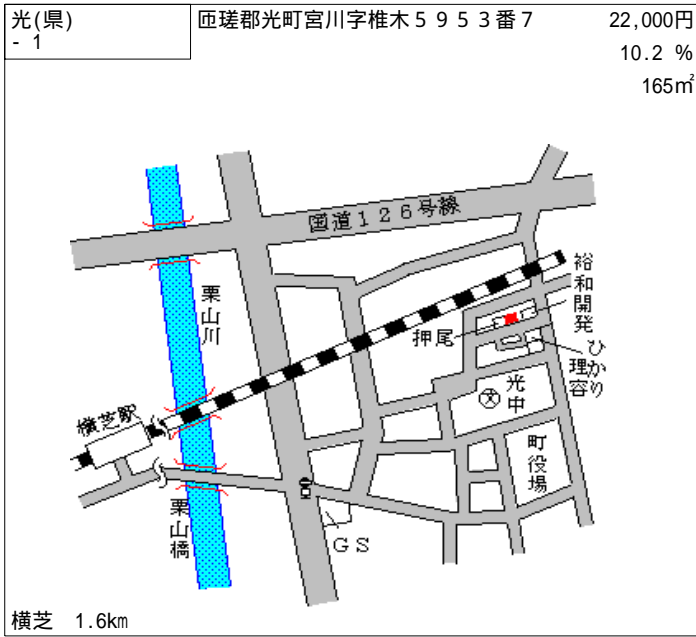 光(県)
- 1
匝瑳郡光町宮川字椎木５９５３番７
22,000円
10.2 %
165㎡
国道１２６号線
栗山川
裕和開発
押尾
ひかり
理容
光中
文
横芝駅
町役場
栗山橋
ＧＳ
横芝 1.6km